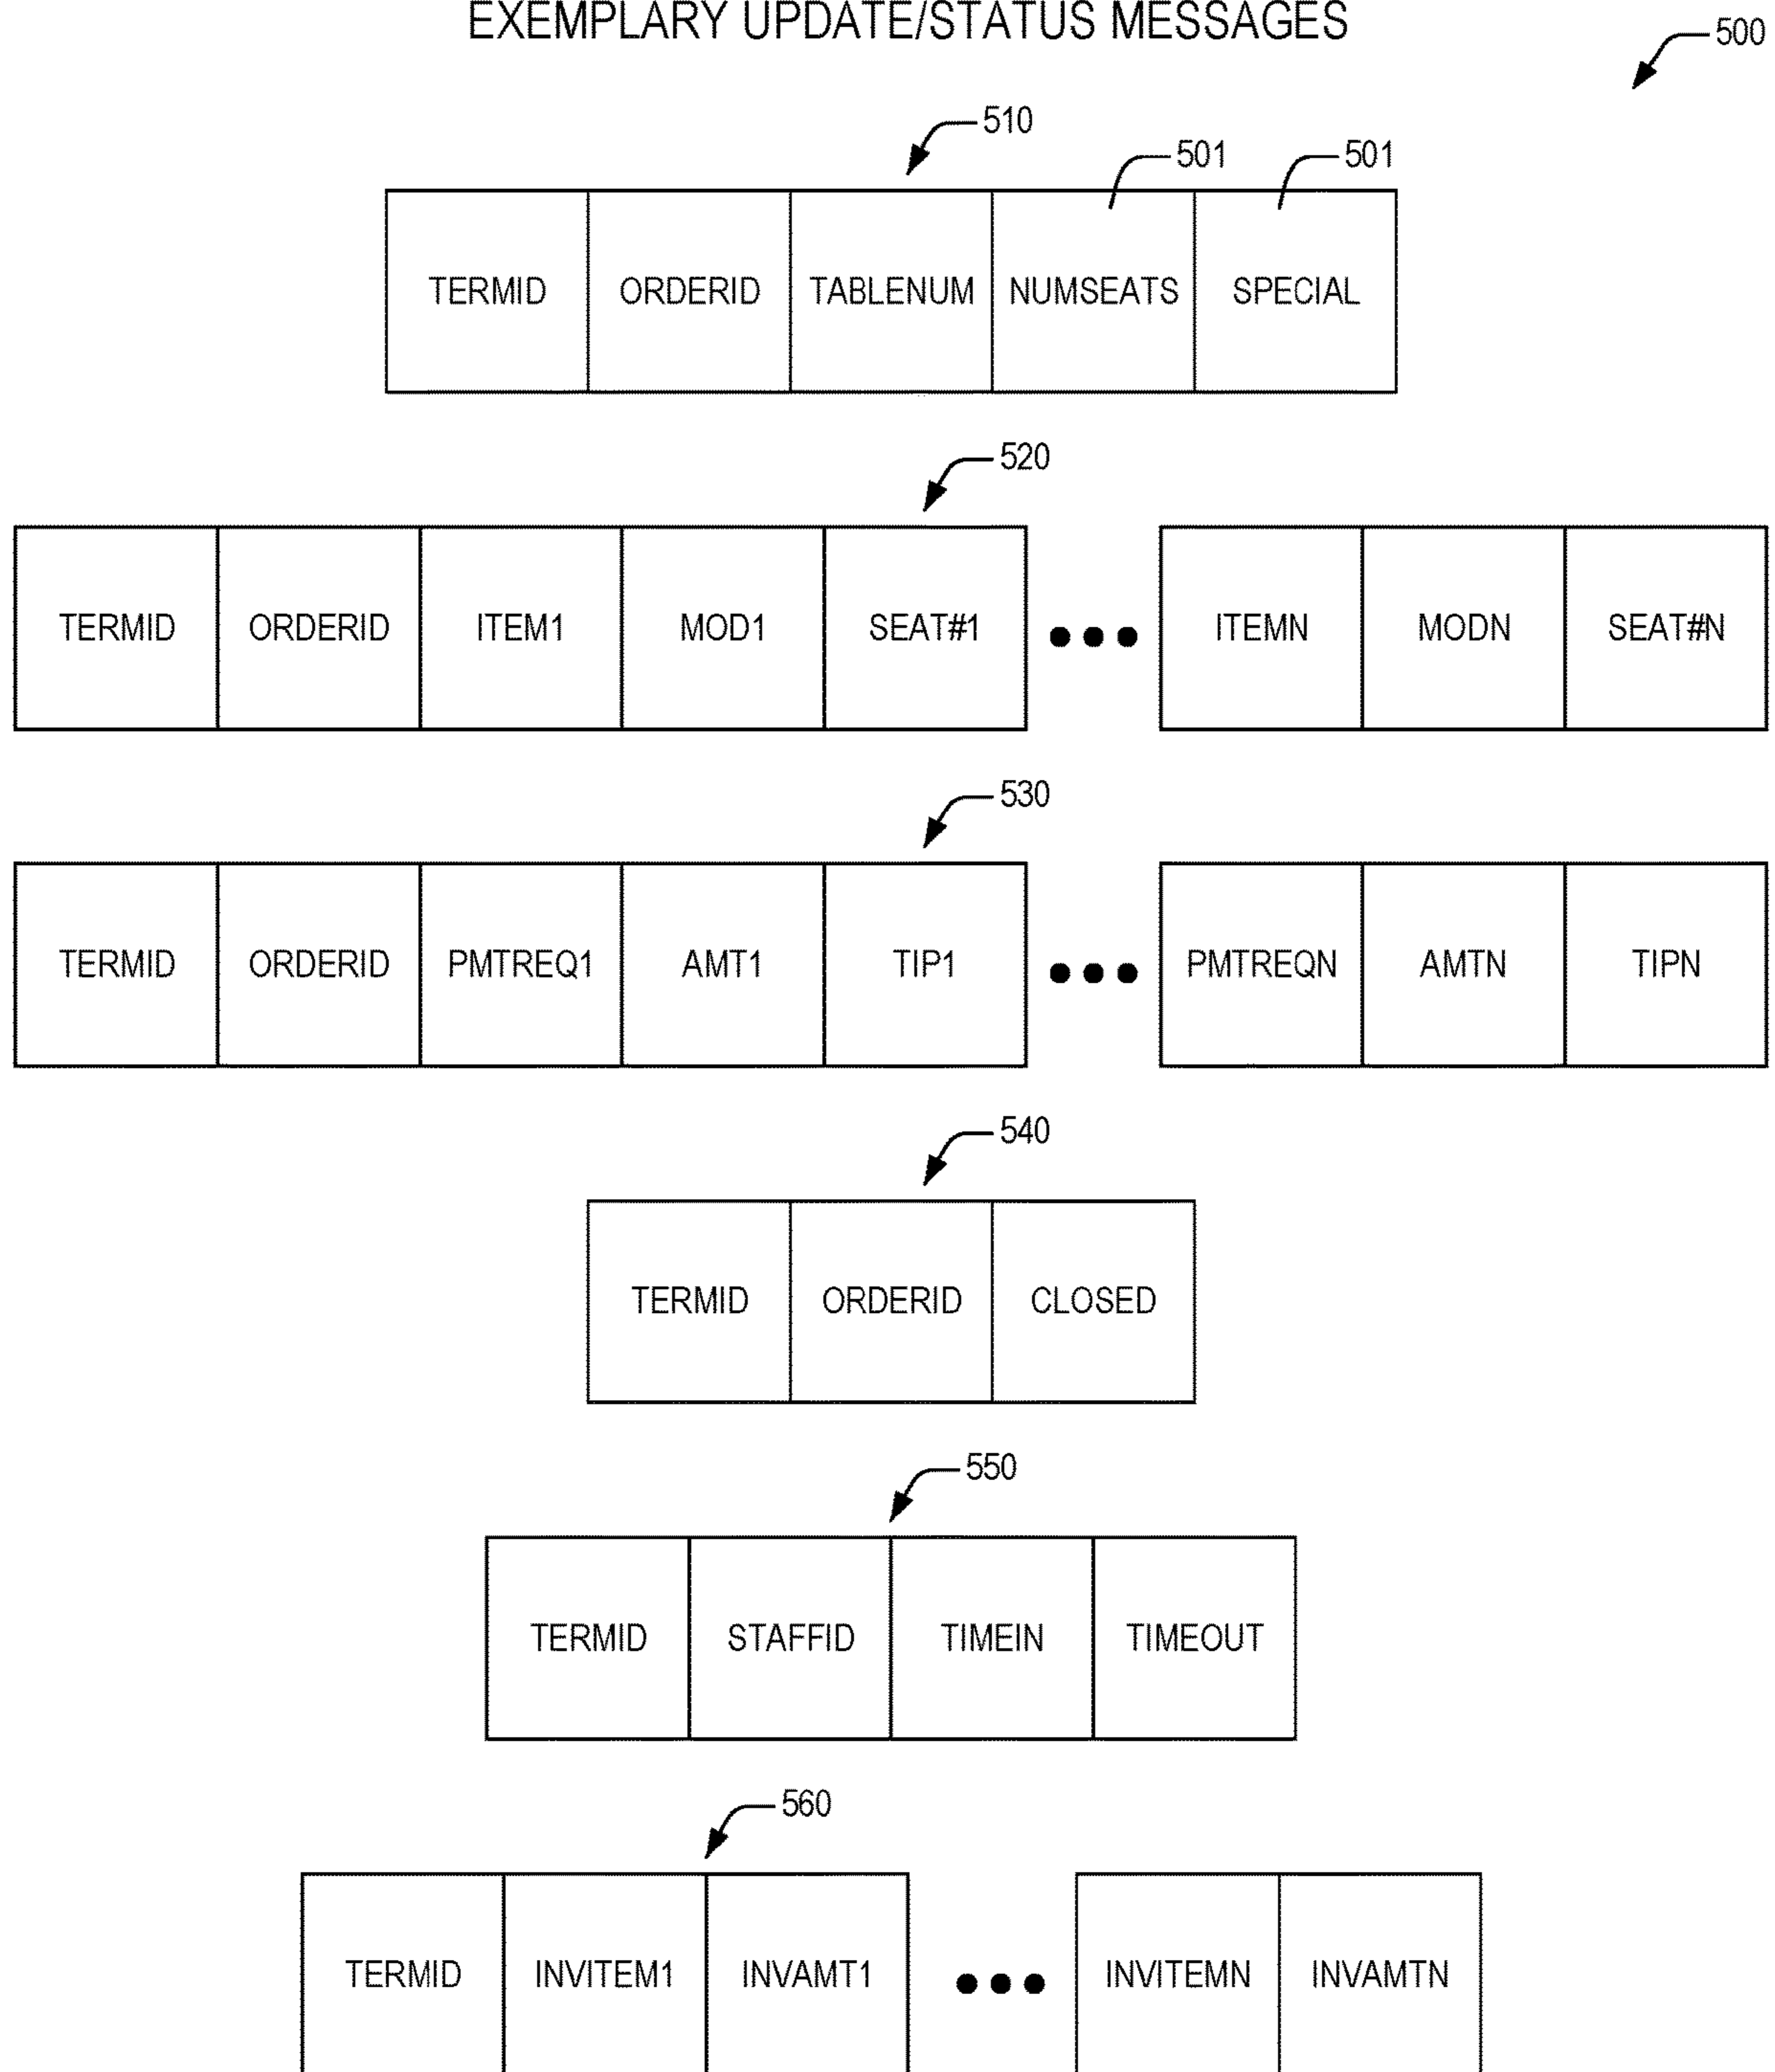 EXEMPLARY UPDATE/STATUS MESSAGES
500
510
501 501
TERMID ORDERID TABLENUM NUMSEATS SPECIAL
520
TERMID ORDERID ITEM1 MOD1 SEAT#1 ••• ITEMN MODN SEAT#N
530
TERMID ORDERID PMTREQ1 AMT1 TIP1 ••• PMTREQN AMTN TIPN
540
TERMID ORDERID CLOSED
550
TERMID STAFFID TIMEIN TIMEOUT
560
TERMID INVITEM1 INVAMT1 ••• INVITEMN INVAMTN